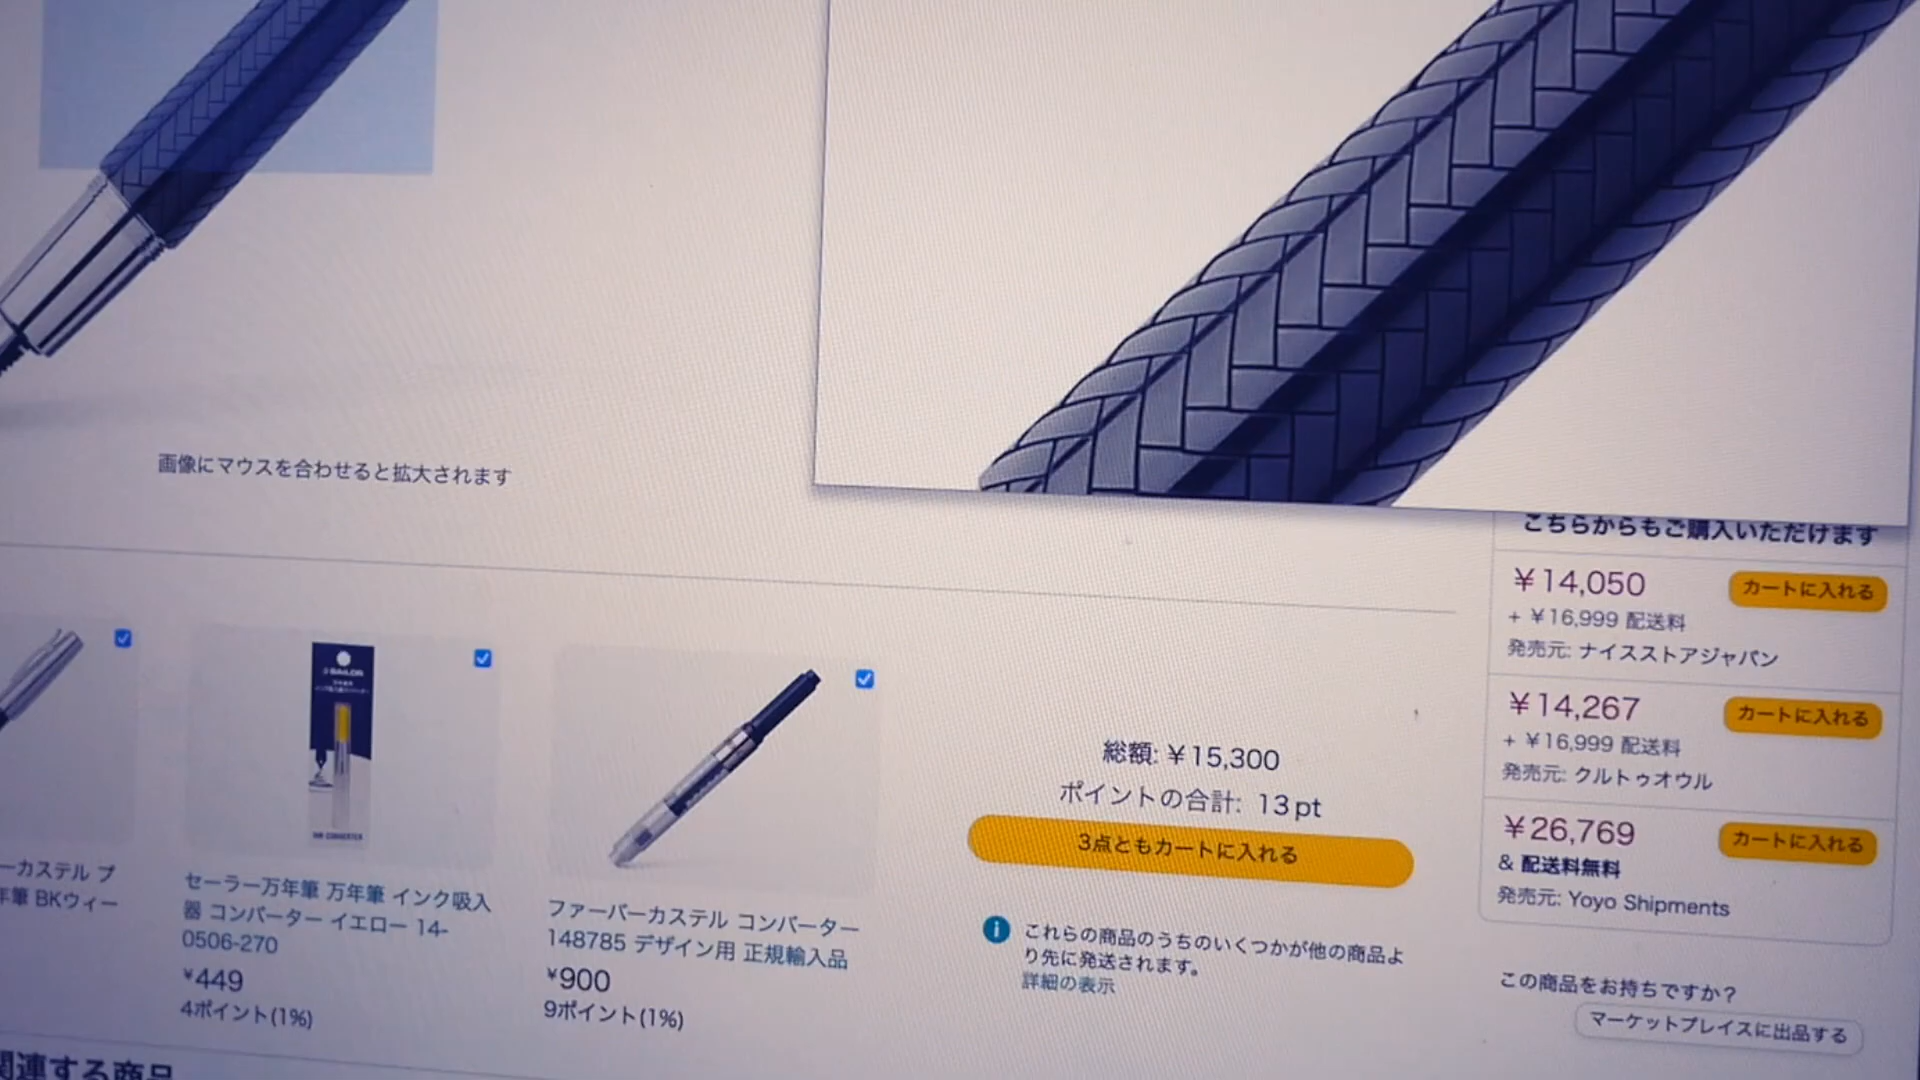 画像にマウスを合わせると拡大されます
こちらからもご購入いただけます
¥14,050
カートに入れる
+ ¥16,999 配送料
発売元: ナイスストアジャパン
¥14,267
カートに入れる
+ ¥16,999 配送料
発売元: クルトゥオウル
¥26,769
カートに入れる
& 配送料無料
発売元: Yoyo Shipments
この商品をお持ちですか?
マーケットプレイスに出品する
ーカステル プ
年筆 BKウィー
SAILOR
INK CONVERTER
セーラー万年筆 万年筆 インク吸入
器 コンバーター イエロー 14-
0506-270
¥449
4ポイント(1%)
ファーバーカステル コンバーター
148785 デザイン用 正規輸入品
¥900
9ポイント(1%)
総額: ¥15,300
ポイントの合計: 13pt
3点ともカートに入れる
これらの商品のうちのいくつかが他の商品よ
り先に発送されます。
詳細の表示
関連する商品